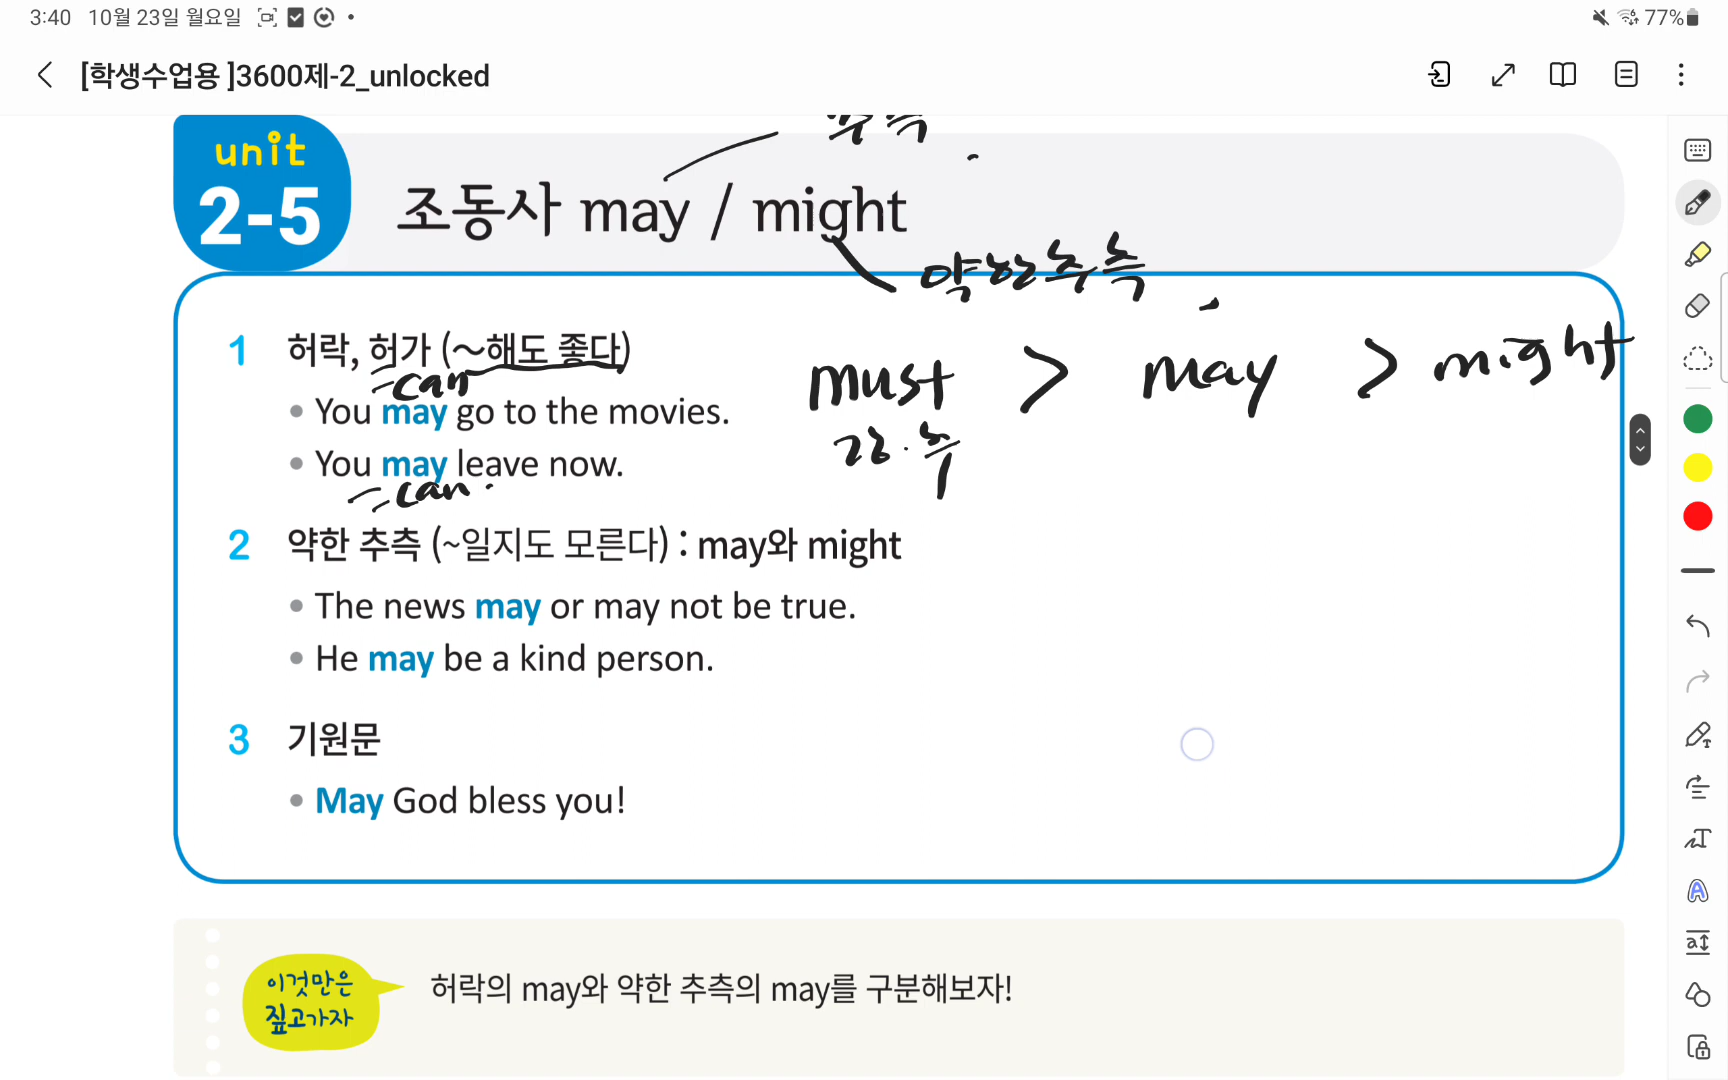 3:40 10월 23일 월요일
77%
[학생수업용 ]3600제-2_unlocked
추측
unit
2-5
조동사 may / might
약한추측
1 허락, 허가 (~해도 좋다)
must > may > might
=can
• You may go to the movies.
• You may leave now.
=can
2 약한 추측 (~일지도 모른다) : may와 might
• The news may or may not be true.
• He may be a kind person.
3 기원문
• May God bless you!
이것만은
짚고가자
허락의 may와 약한 추측의 may를 구분해보자!